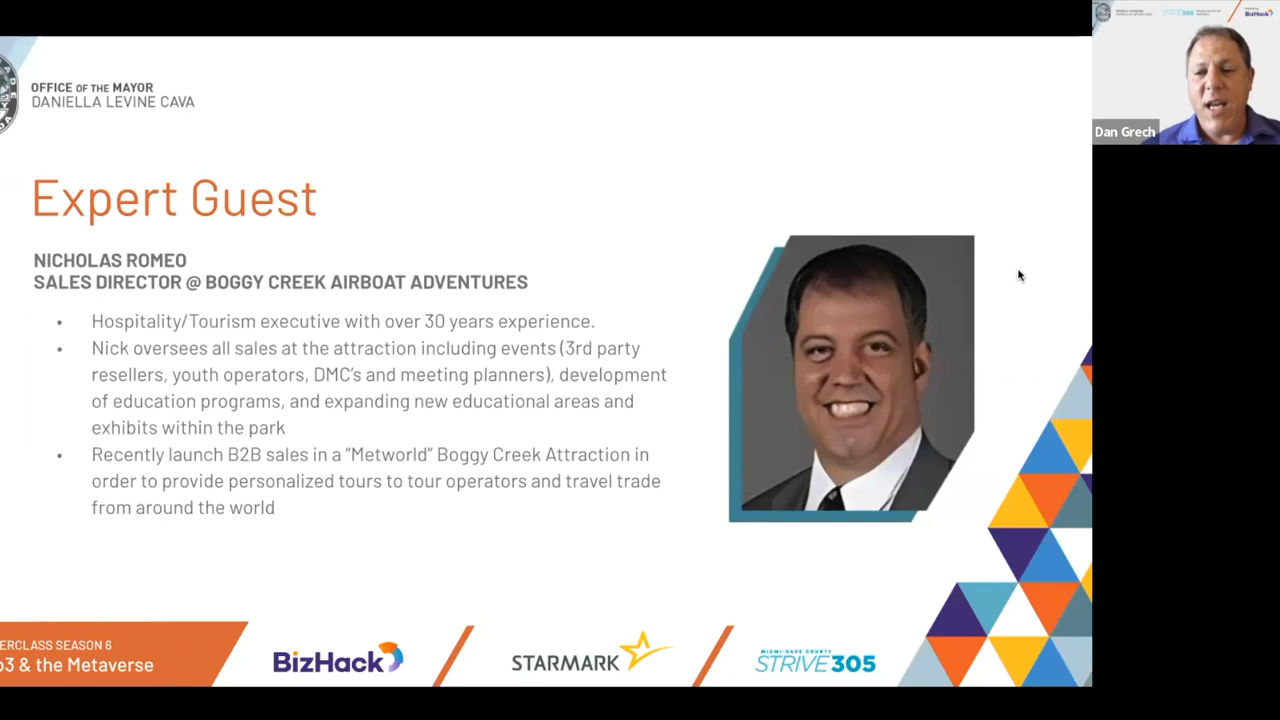 OFFICE OF THE MAYOR
DANIELLA LEVINE CAVA
Dan Grech
Expert Guest
NICHOLAS ROMEO
SALES DIRECTOR @ BOGGY CREEK AIRBOAT ADVENTURES
• Hospitality/Tourism executive with over 30 years experience.
• Nick oversees all sales at the attraction including events (3rd party
resellers, youth operators, DMC's and meeting planners), development
of education programs, and expanding new educational areas and
exhibits within the park
• Recently launch B2B sales in a “Metworld” Boggy Creek Attraction in
order to provide personalized tours to tour operators and travel trade
from around the world
ERCLASS SEASON 6
3 & the Metaverse
BizHack
STARMARK
MIAMI-DADE COUNTY
STRIVE305